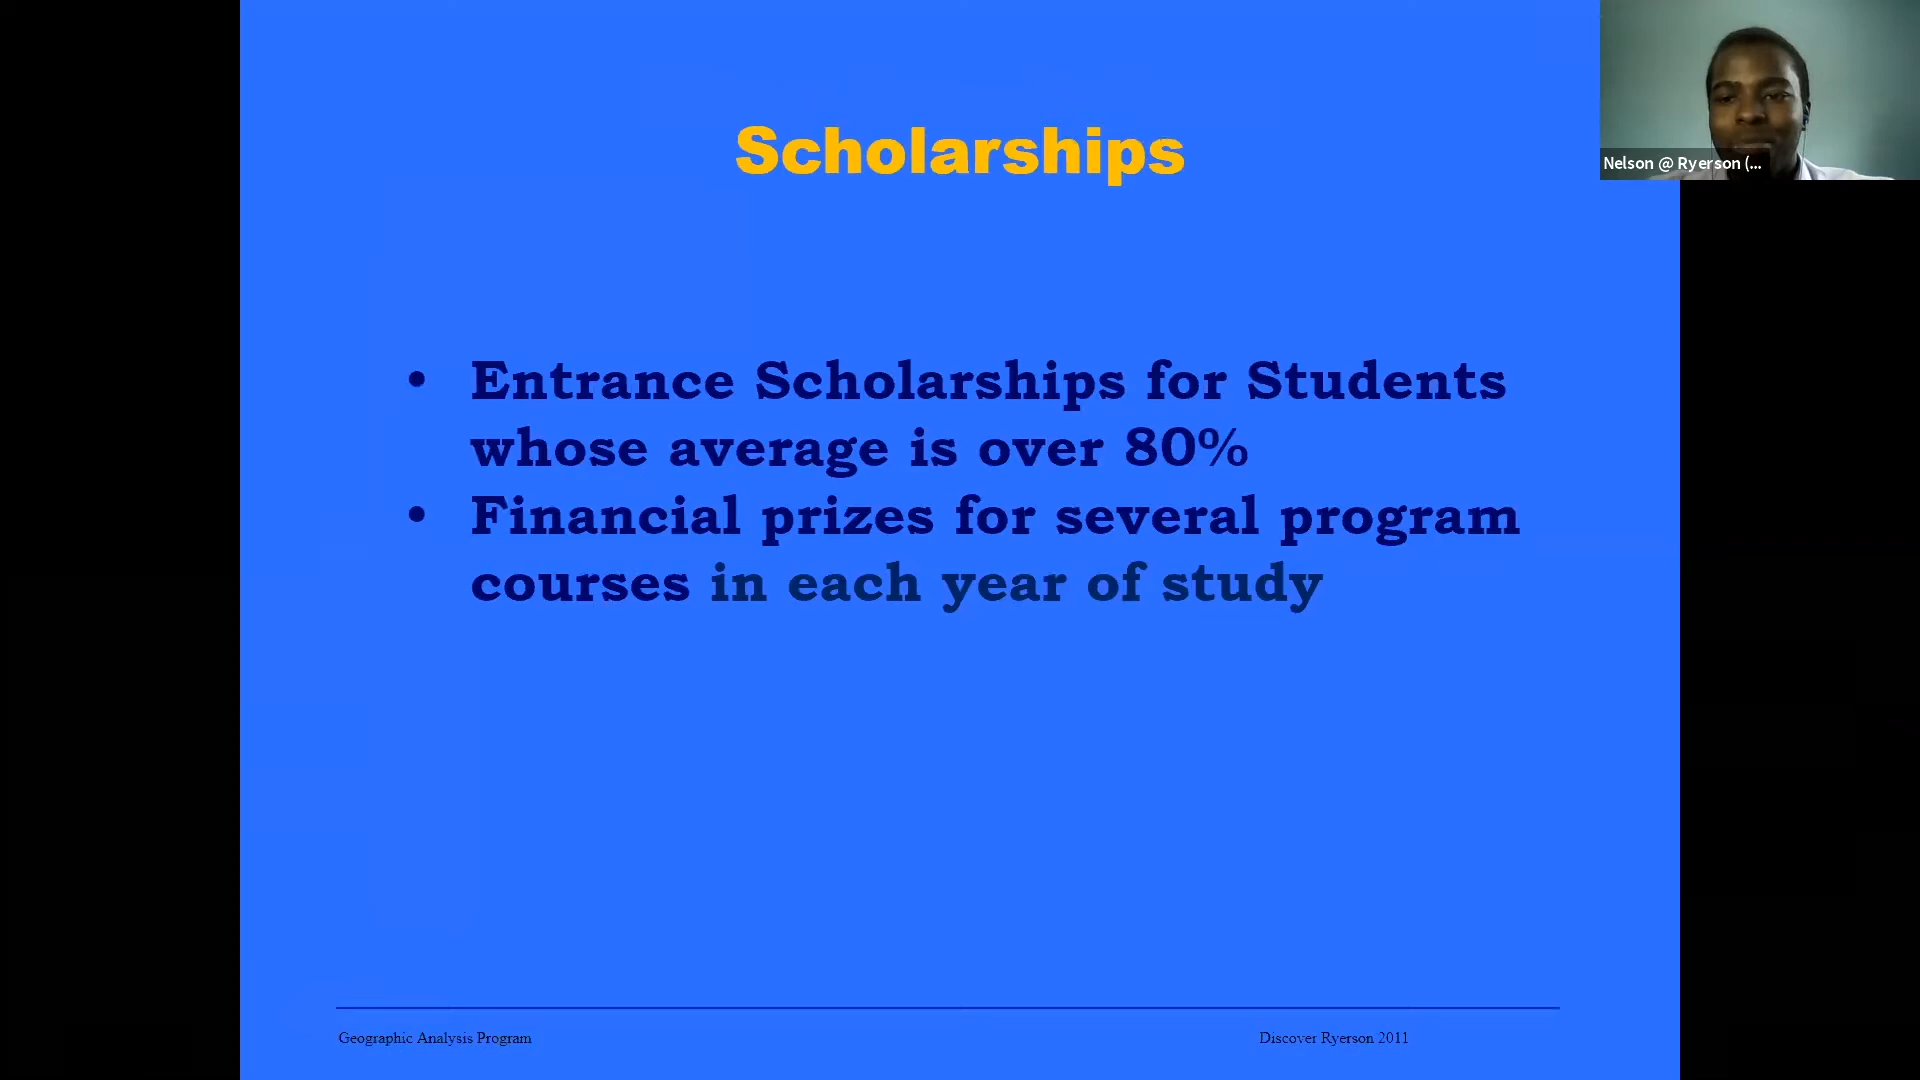 Scholarships
Nelson @ Ryerson (...
• Entrance Scholarships for Students
whose average is over 80%
• Financial prizes for several program
courses in each year of study
Geographic Analysis Program
Discover Ryerson 2011